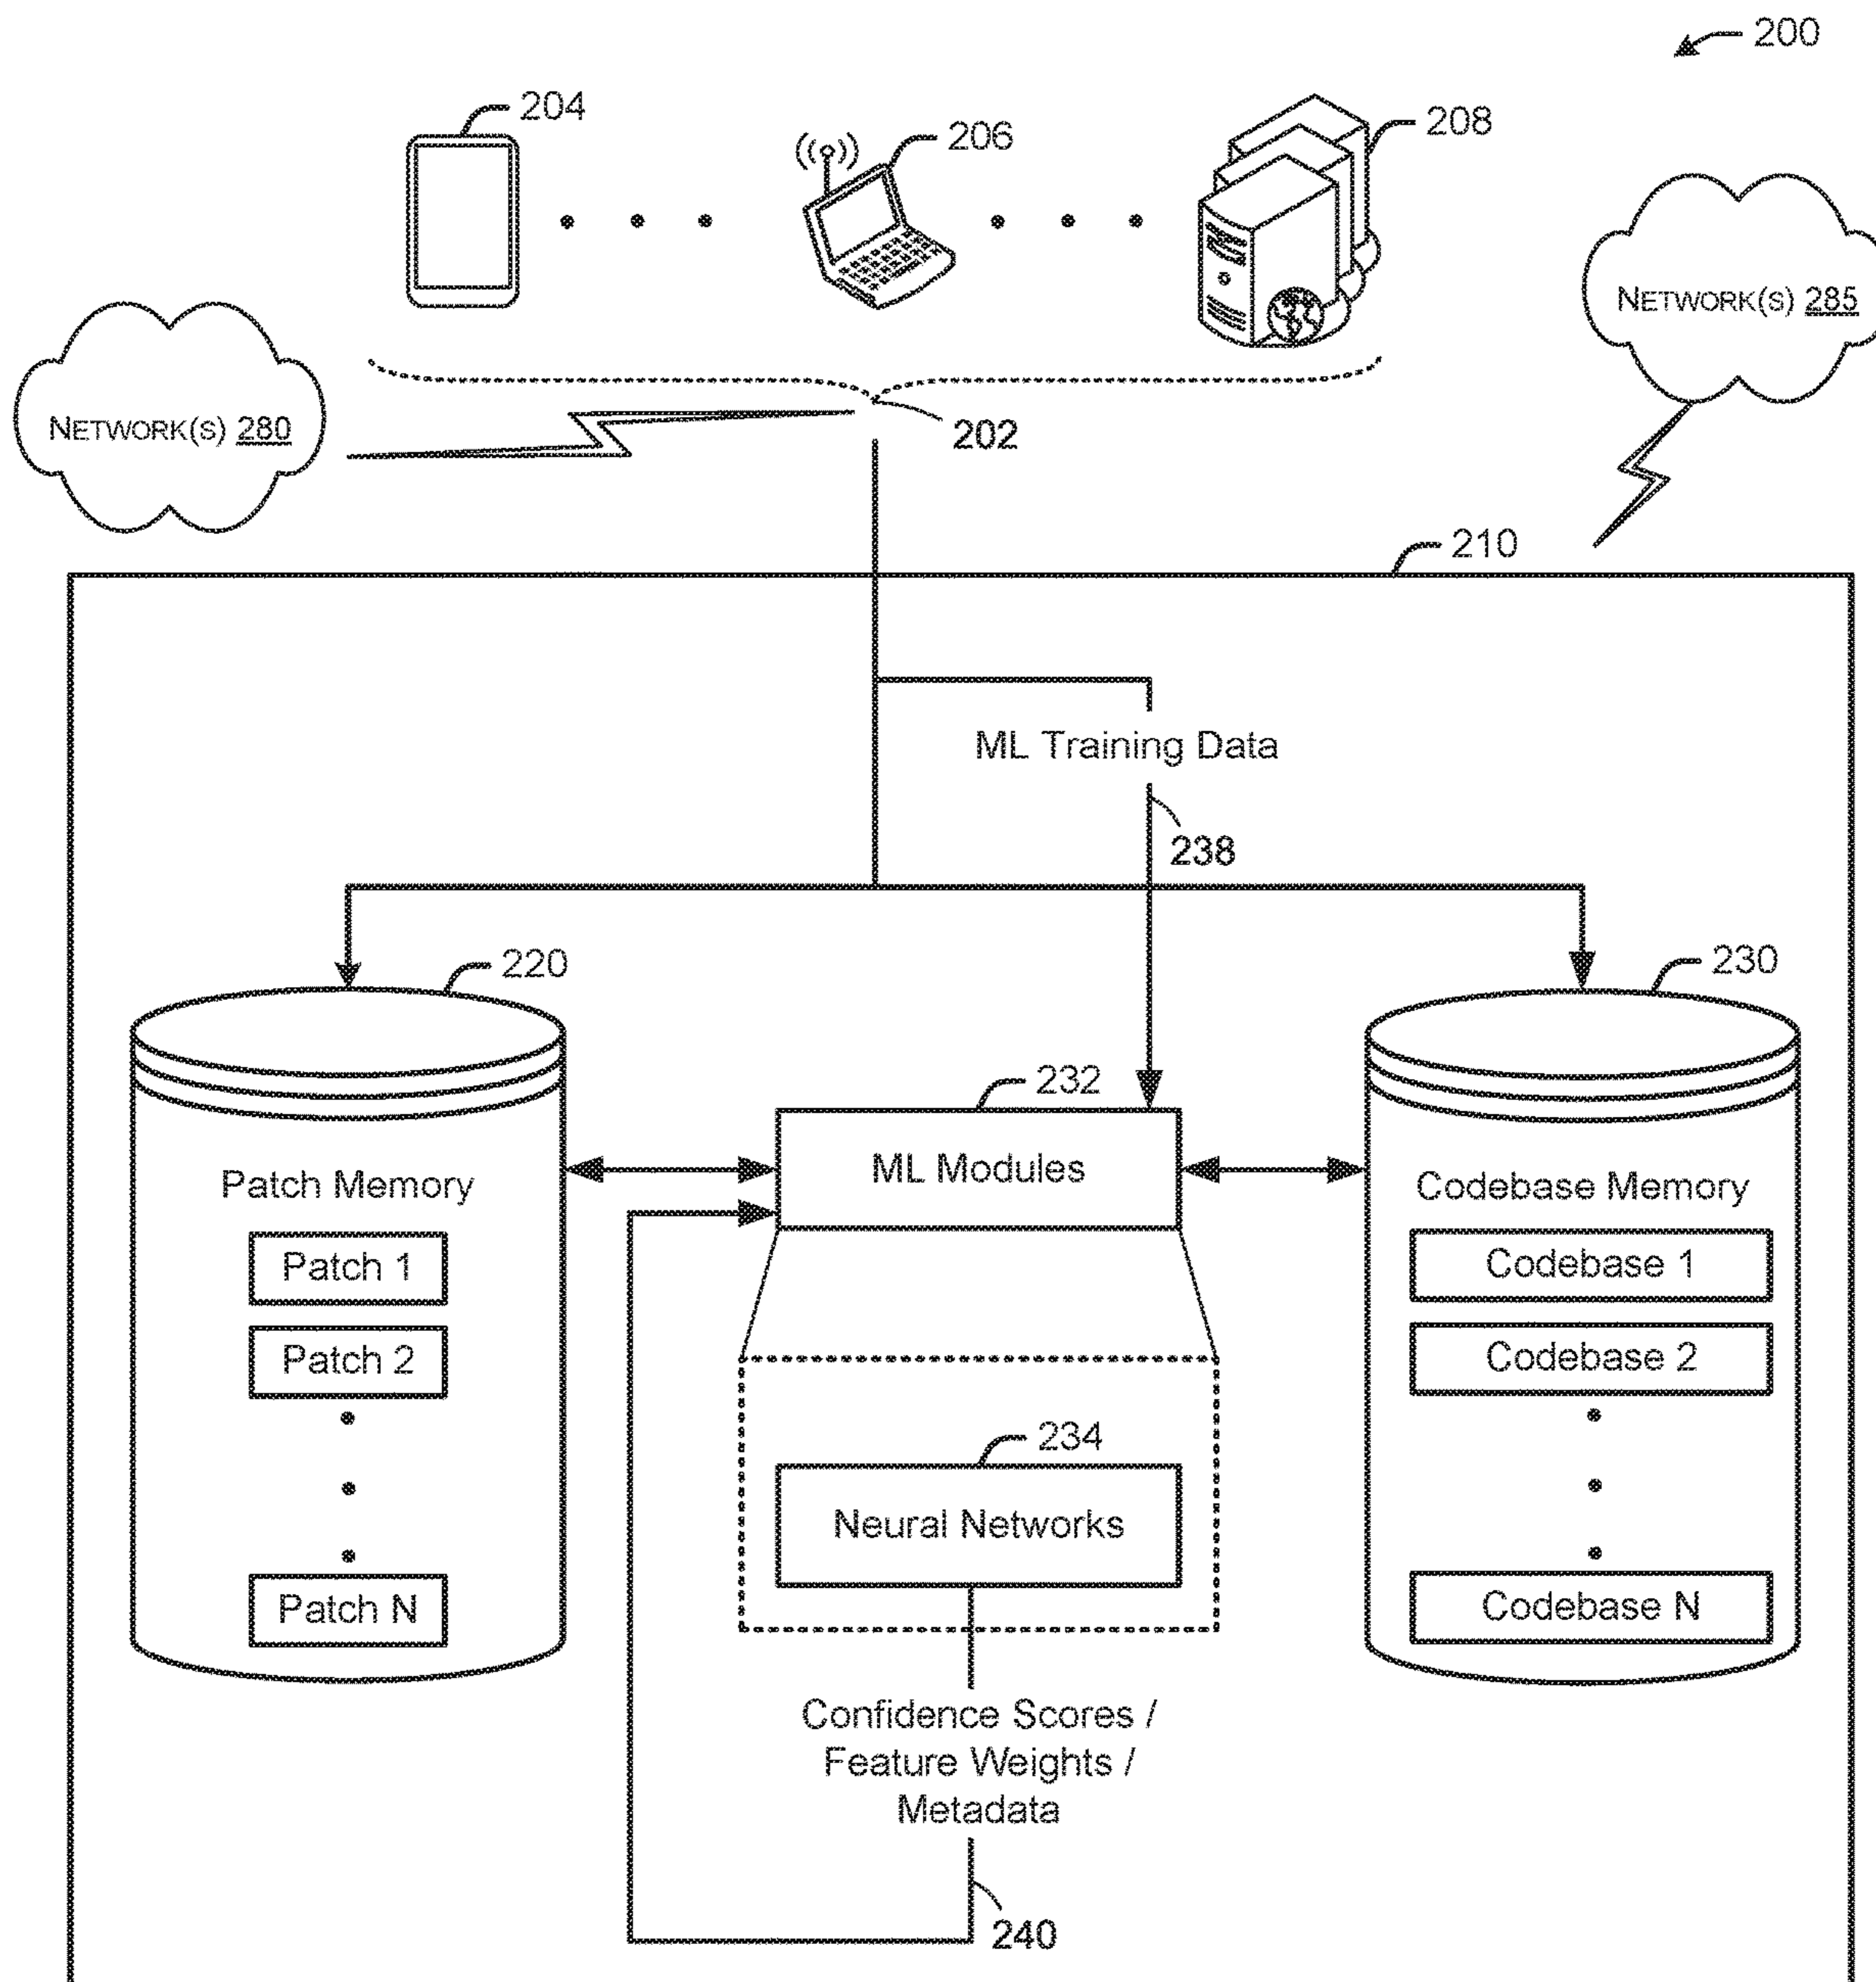 200
204
206
208
NETWORK(S) 285
NETWORK(S) 280
202
210
ML Training Data
238
220
230
232
ML Modules
Patch Memory
Codebase Memory
Patch 1
Codebase 1
Patch 2
Codebase 2
234
Neural Networks
Patch N
Codebase N
Confidence Scores /
Feature Weights /
Metadata
240